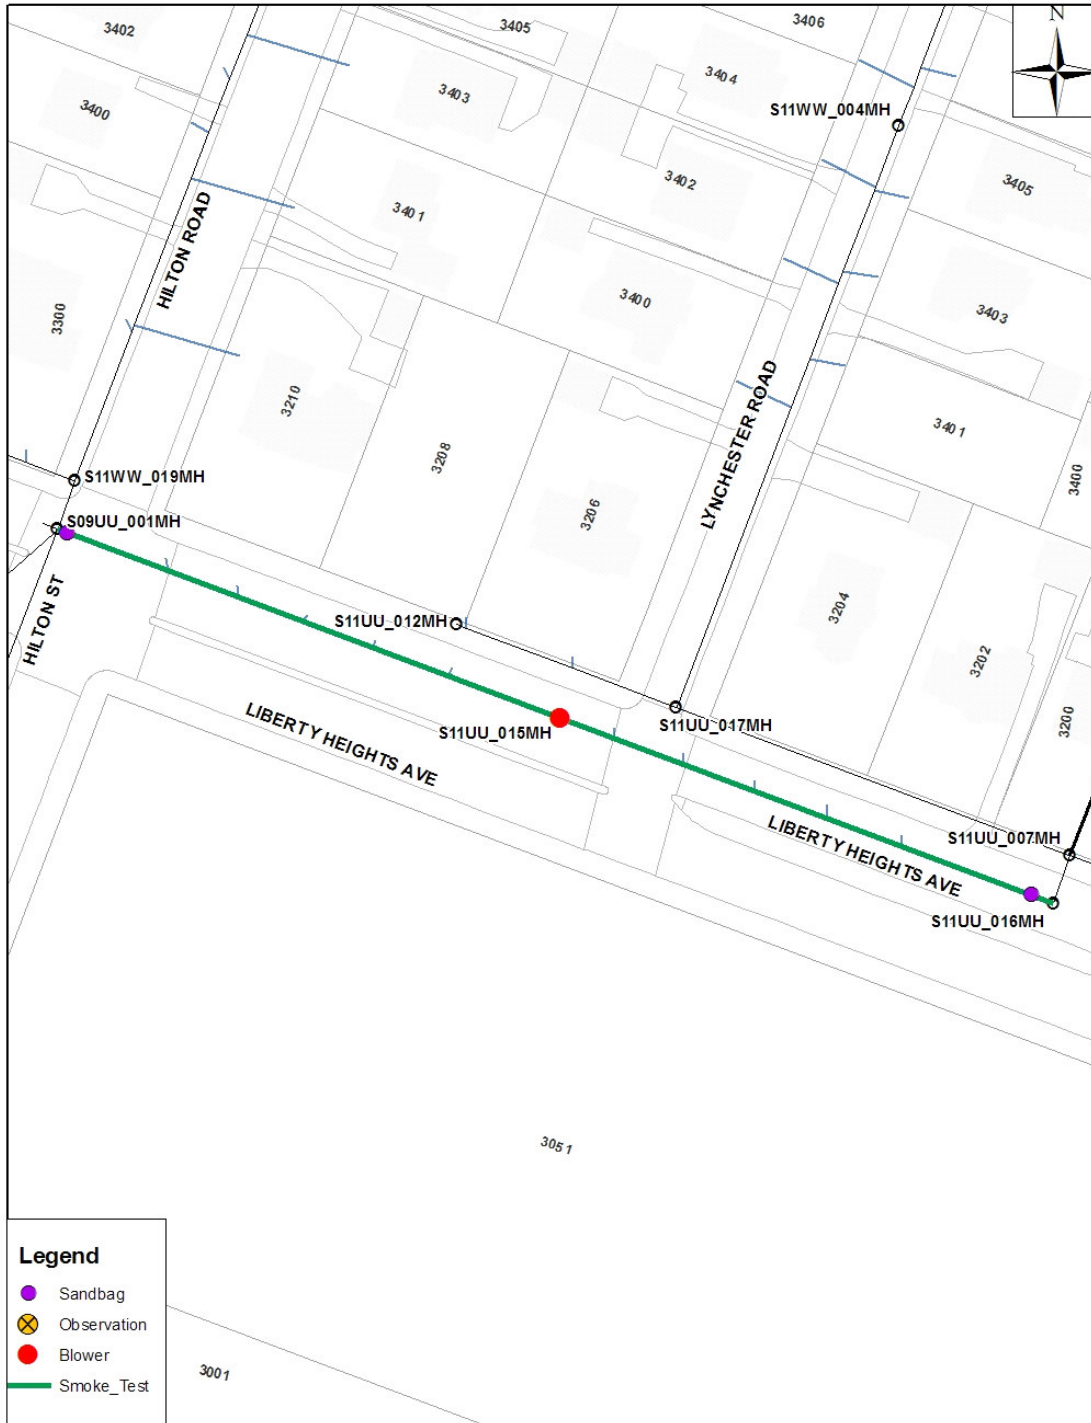 3402
3405
3406
N
3403
3404
3400
S11WW_004MH
3402
3405
3401
HILTON ROAD
3300
3400
3403
3210
3208
LYNCHESTER ROAD
3401
3400
S11WW_019MH
3206
S09UU_001MH
HILTON ST
S11UU_012MH
3204
3202
3200
LIBERTY HEIGHTS AVE
S11UU_015MH
S11UU_017MH
LIBERTY HEIGHTS AVE
S11UU_007MH
S11UU_016MH
3051
Legend
Sandbag
Observation
Blower
Smoke_Test
3001